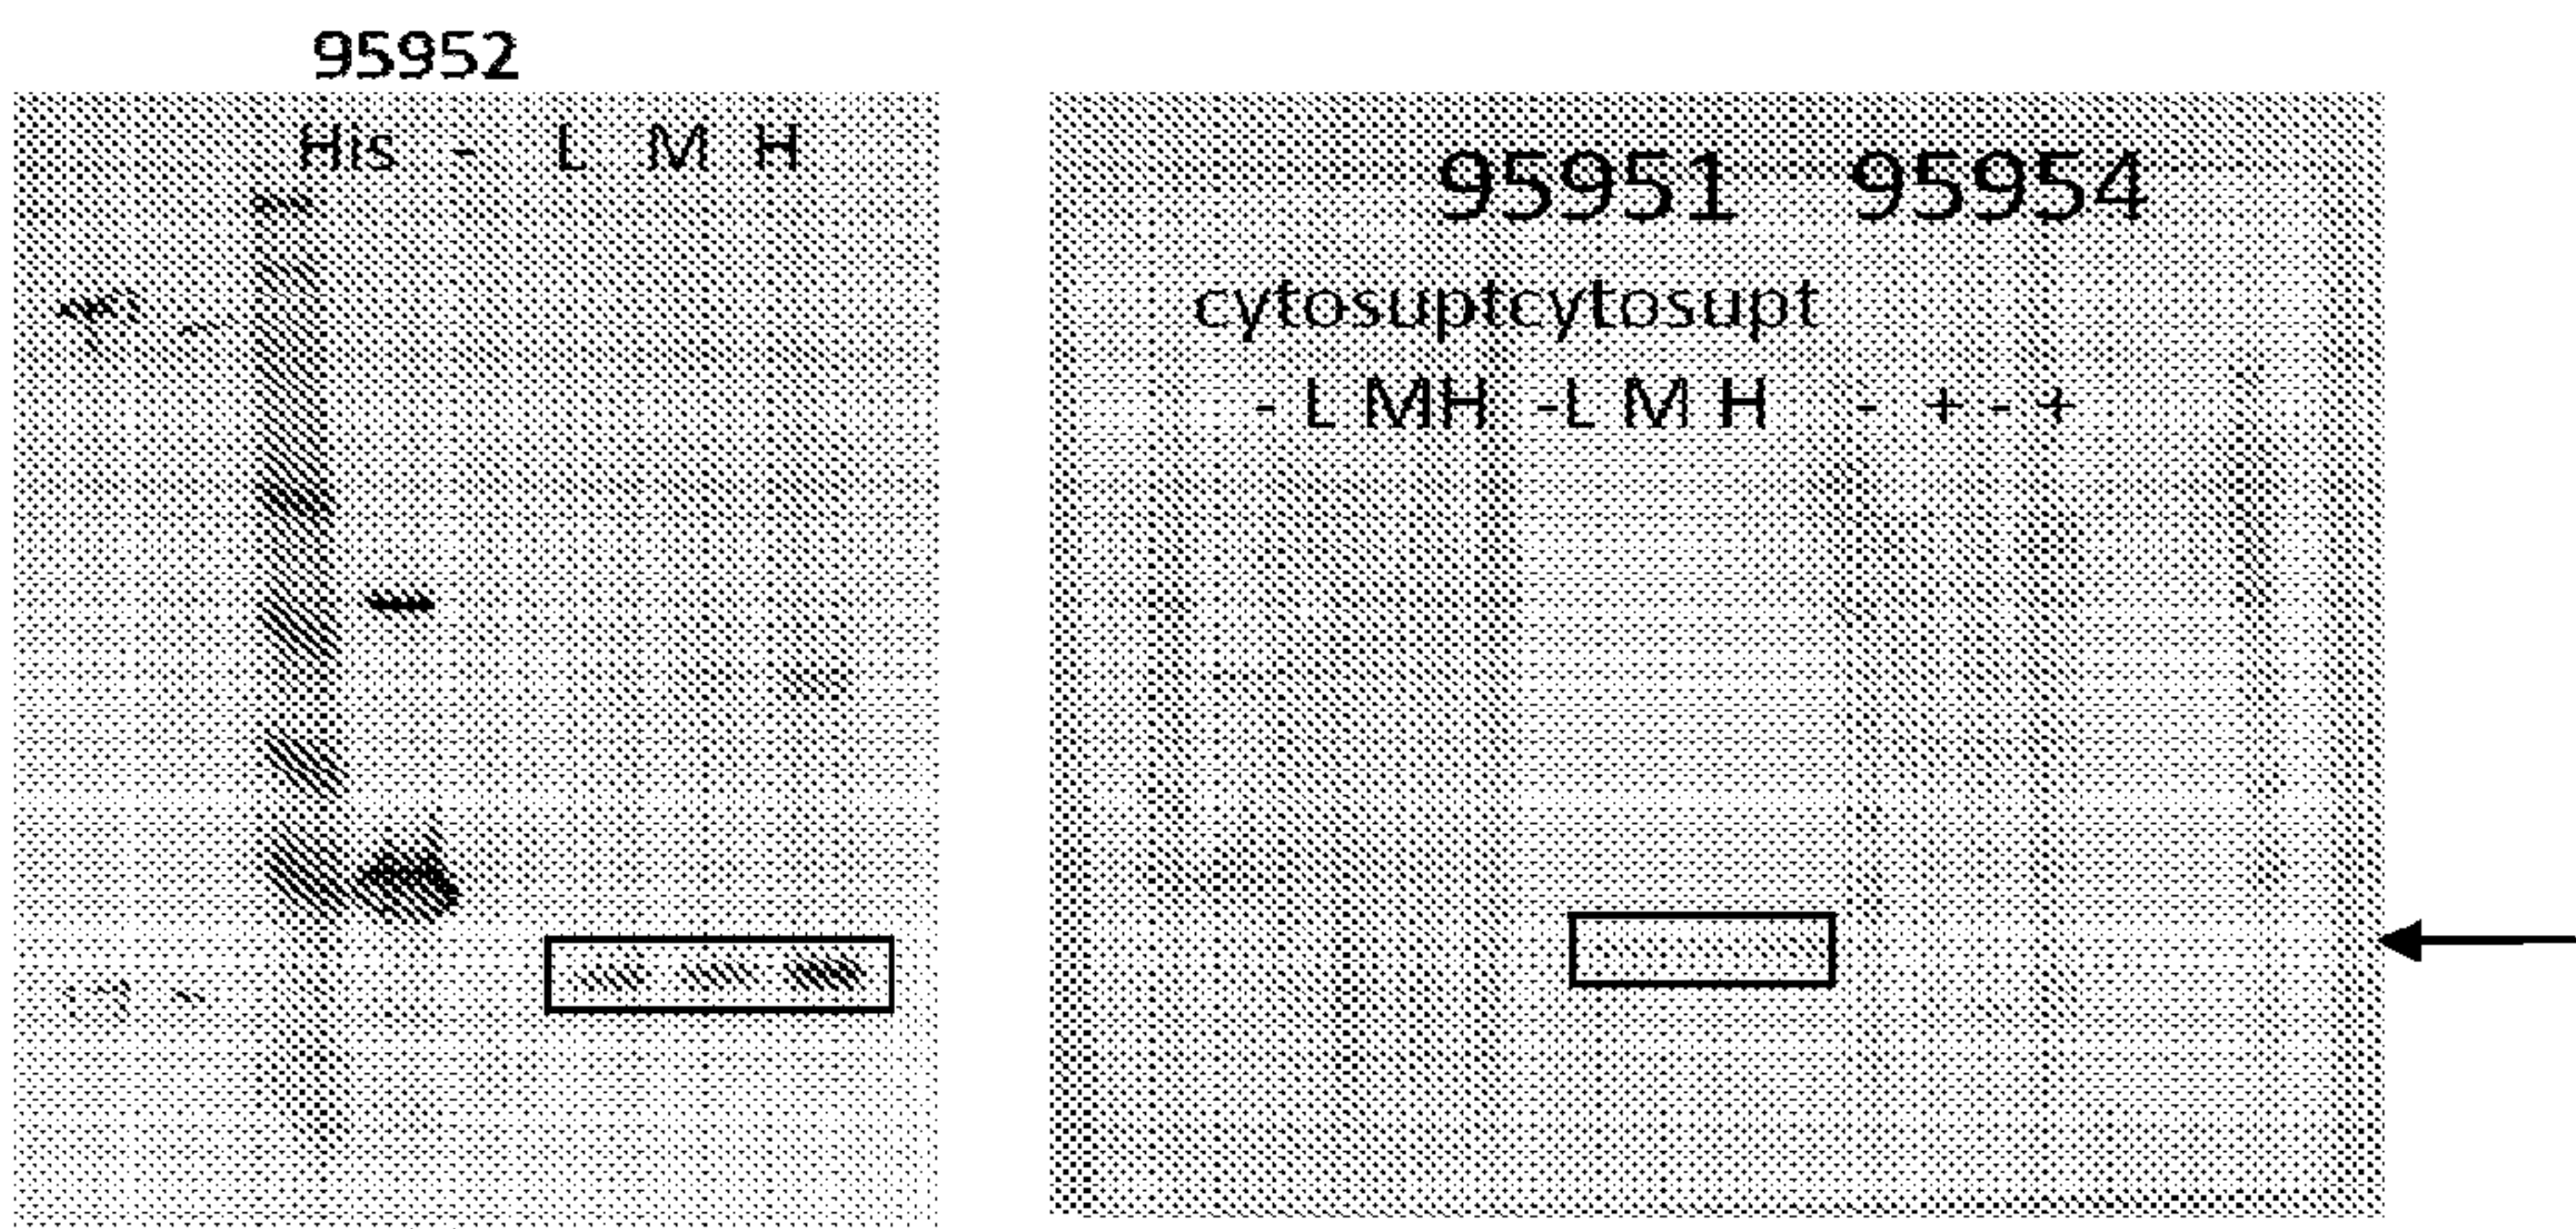 95952
His - L M H
95951 95954
cytosuptcytosupt
- L MH -L M H - + - +